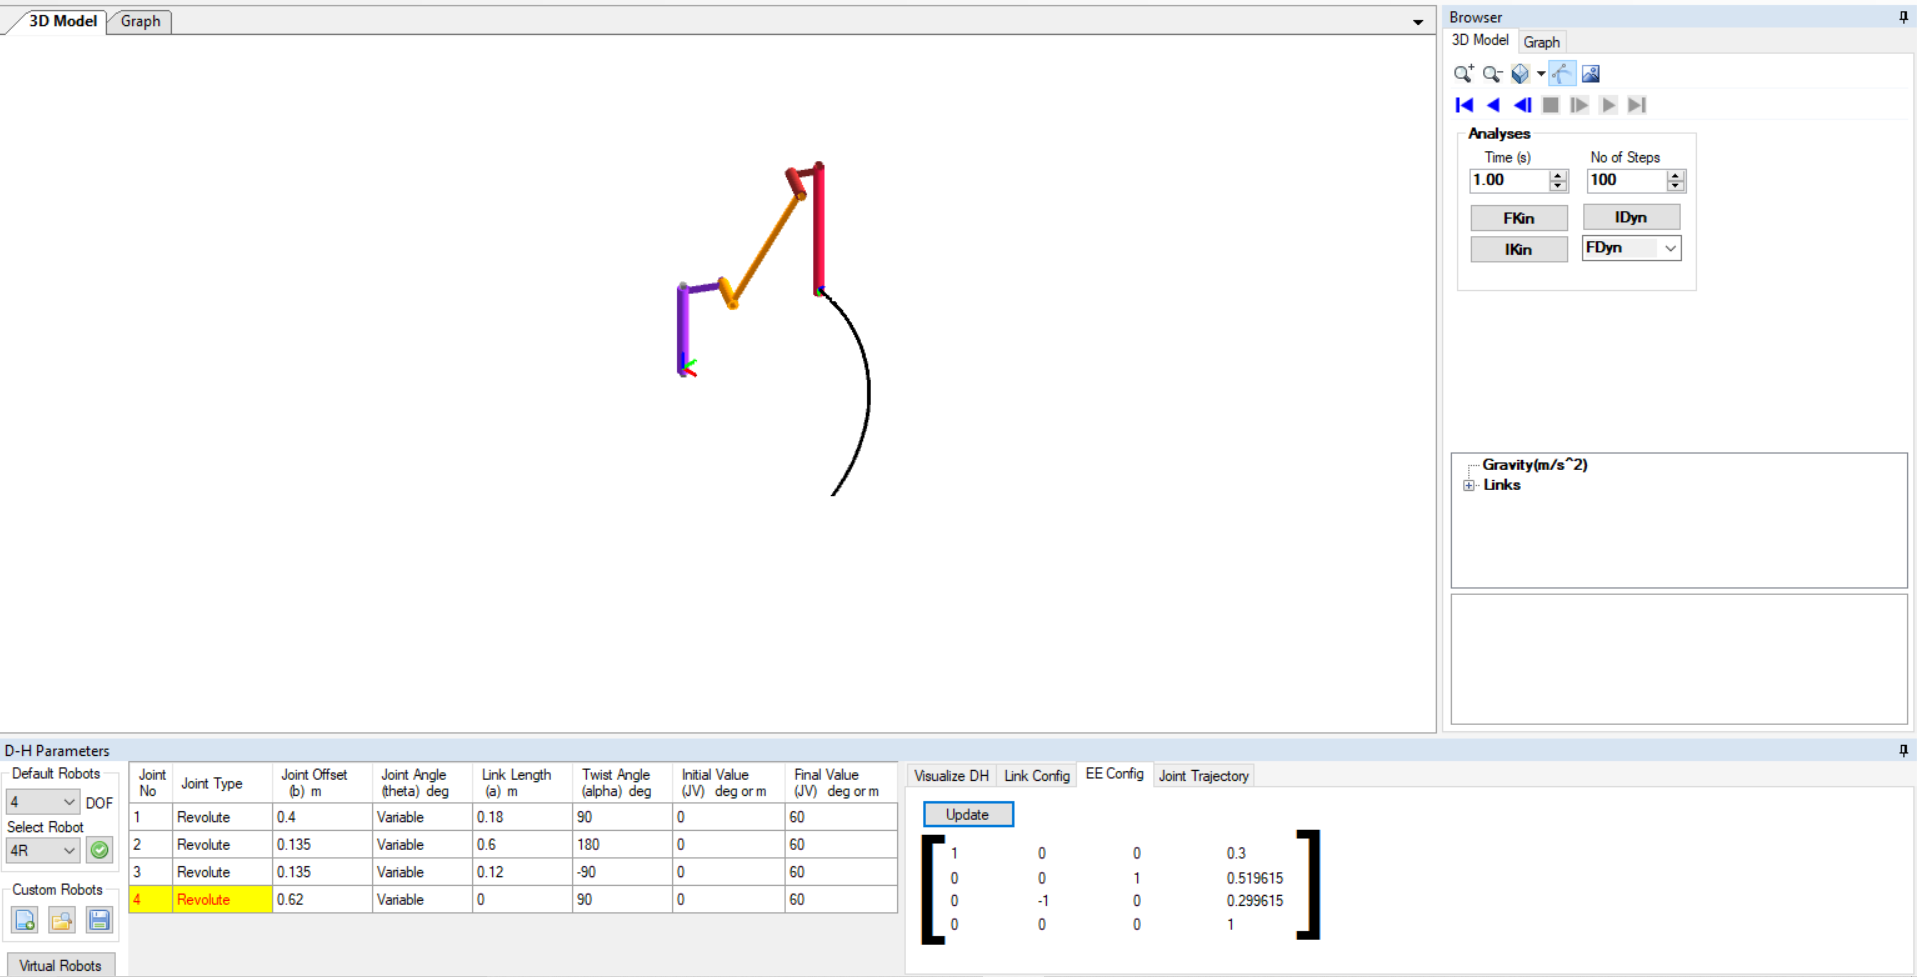 3D Model Graph
Browser
3D Model Graph
Analyses
Time (s) No of Steps
1.00 100
FKin IDyn
IKin FDyn
Gravity(m/s^2)
Links
D-H Parameters
Default Robots
4 DOF
Select Robot
4R
Custom Robots
Virtual Robots
Joint No Joint Type Joint Offset (b) m Joint Angle (theta) deg Link Length (a) m Twist Angle (alpha) deg Initial Value (JV) deg or m Final Value (JV) deg or m
1 Revolute 0.4 Variable 0.18 90 0 60
2 Revolute 0.135 Variable 0.6 180 0 60
3 Revolute 0.135 Variable 0.12 -90 0 60
4 Revolute 0.62 Variable 0 90 0 60
Visualize DH Link Config EE Config Joint Trajectory
Update
1 0 0 0.3
0 0 1 0.519615
0 -1 0 0.299615
0 0 0 1